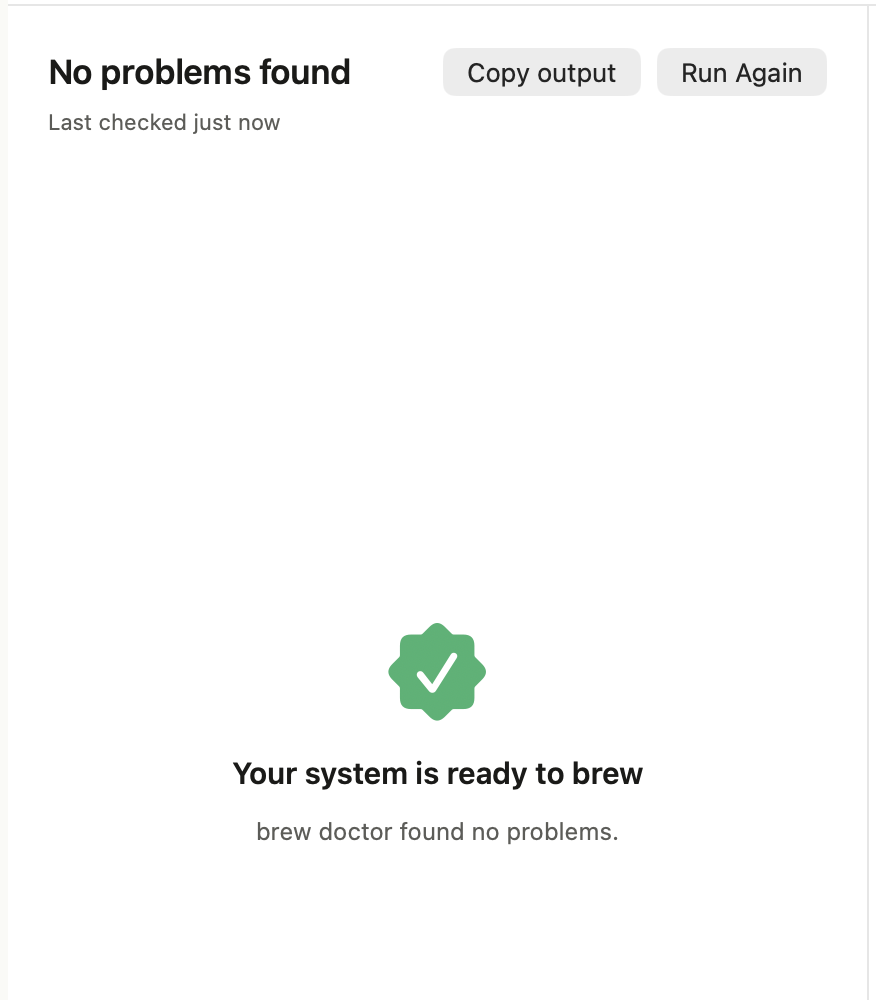 No problems found
Copy output
Run Again
Last checked just now
Your system is ready to brew
brew doctor found no problems.